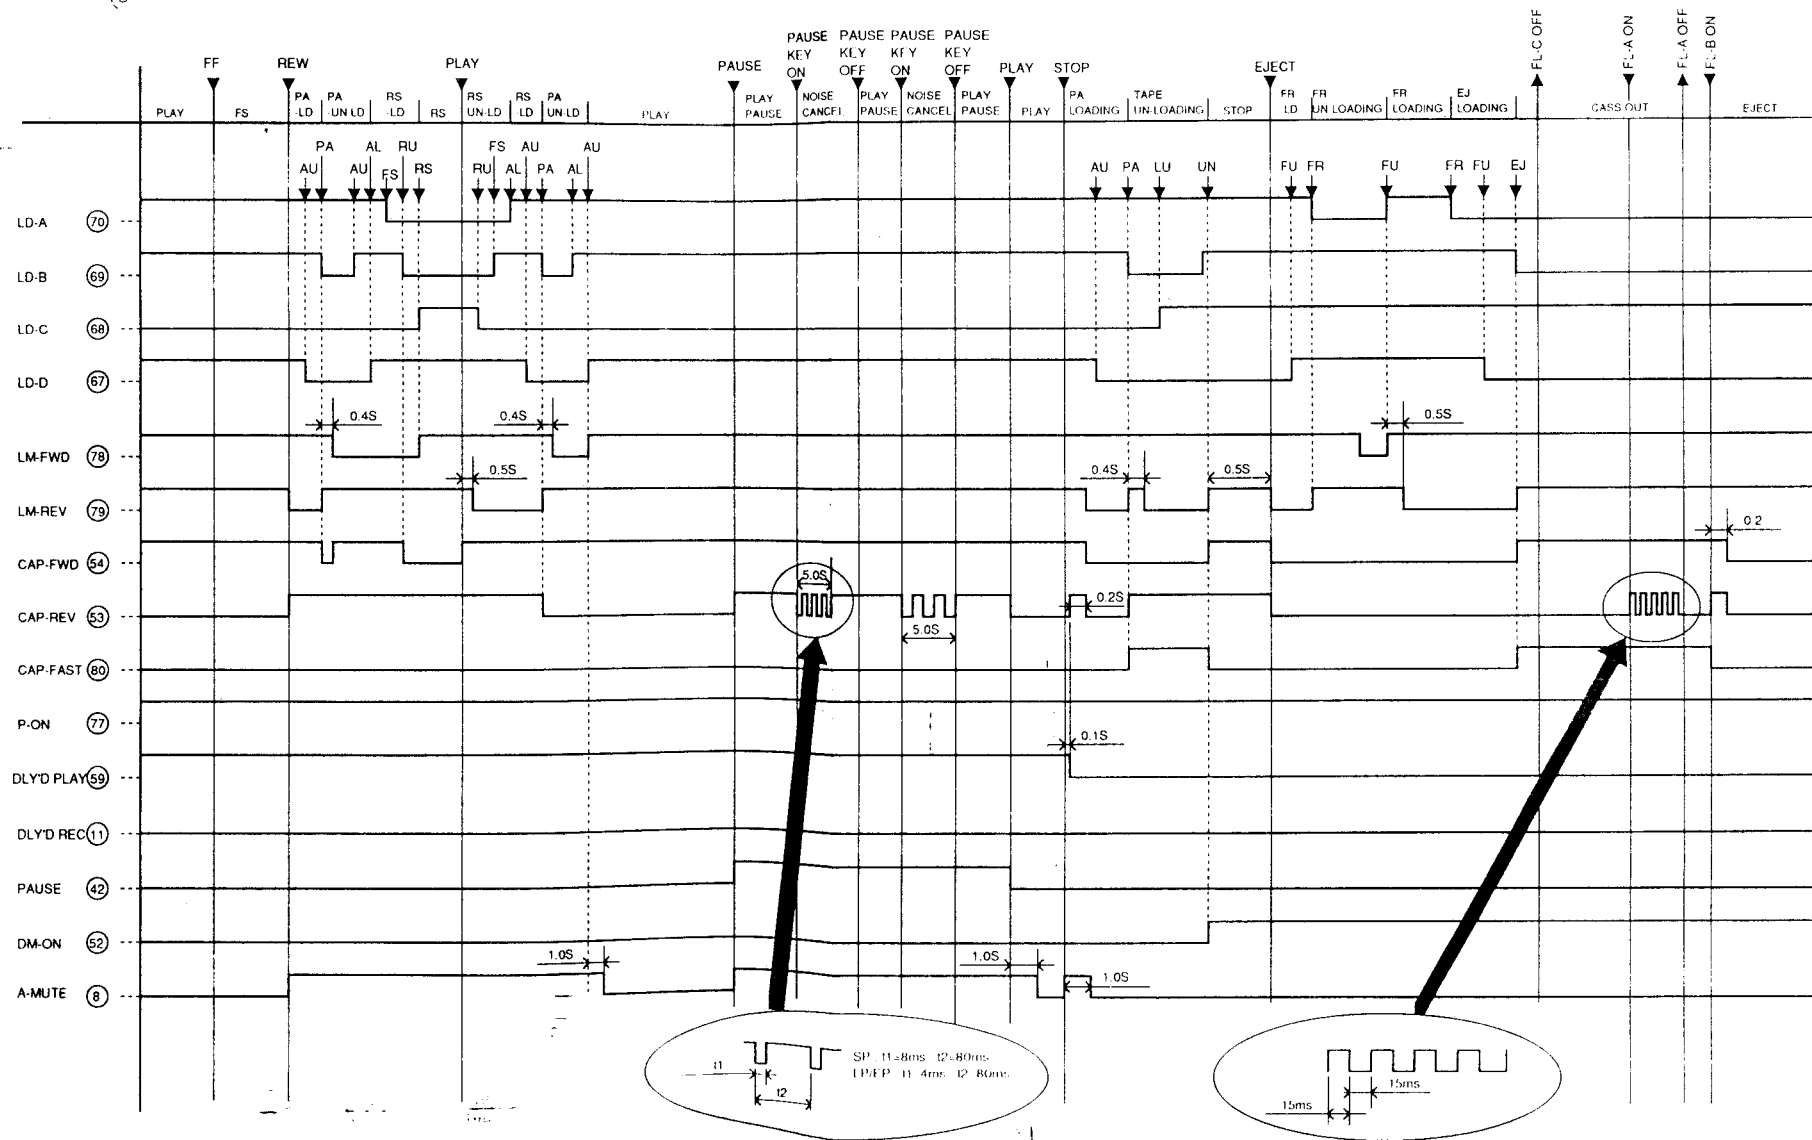 FF REW PLAY PAUSE PAUSE KEY ON PAUSE KEY OFF PAUSE KEY ON PAUSE KEY OFF PLAY STOP EJECT FL-C OFF FL-A ON FL-A OFF FL-B ON
PLAY FS PA -LD PA -UN LD RS -LD RS RS UN-LD RS -LD PA UN-LD PLAY PLAY PAUSE NOISE CANCEL PLAY PAUSE NOISE CANCEL PLAY PAUSE PLAY PA LOADING TAPE UN-LOADING STOP FR LD FR UN LOADING FR LOADING EJ LOADING CASS OUT EJECT
AU PA AU AL FS RU RS RU FS AL AU PA AL AU AU PA LU UN FU FR FU FR FU EJ
LD-A 70
LD-B 69
LD-C 68
LD-D 67
0.4S 0.4S 0.5S
LM-FWD 78
0.5S 0.4S 0.5S
LM-REV 79
0.2
CAP-FWD 54
5.0S 0.2S
CAP-REV 53
5.0S
CAP-FAST 80
P-ON 77
0.1S
DLY'D PLAY 59
DLY'D REC 11
PAUSE 42
DM-ON 52
1.0S 1.0S 1.0S
A-MUTE 8
SP : t1=8ms t2=80ms
LP/EP t1 4ms t2 80ms
t1
t2
15ms
15ms